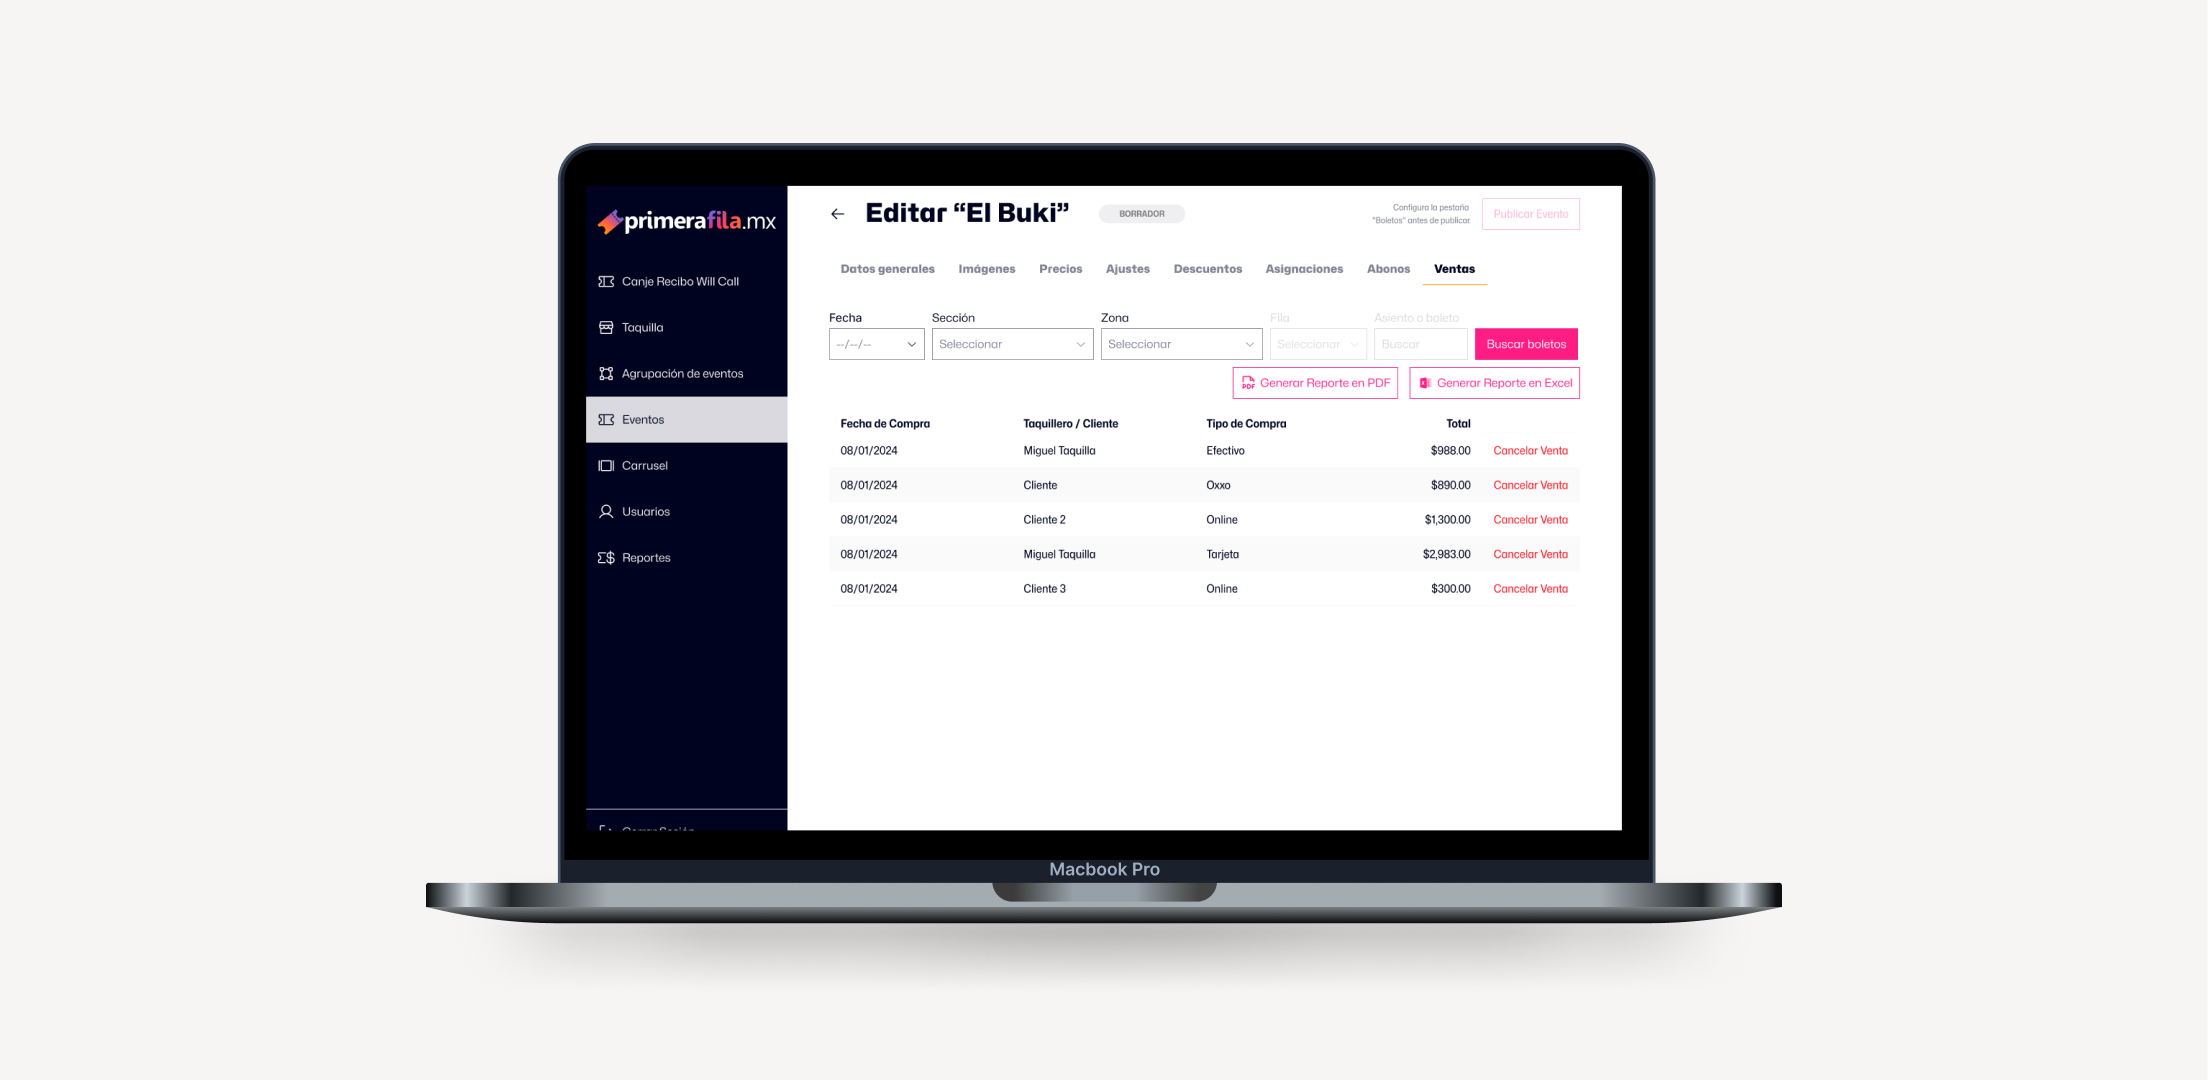 primerafila.mx
Canje Recibo Will Call
Taquilla
Agrupación de eventos
Eventos
Carrusel
Usuarios
Reportes
Cerrar Sesión
Editar “El Buki”
BORRADOR
Configura la pestaña
"Boletos" antes de publicar.
Publicar Evento
Datos generales Imágenes Precios Ajustes Descuentos Asignaciones Abonos Ventas
Fecha Sección Zona Fila Asiento o boleto
--/--/-- Seleccionar Seleccionar Seleccionar Buscar Buscar boletos
PDF Generar Reporte en PDF Generar Reporte en Excel
Fecha de Compra Taquillero / Cliente Tipo de Compra Total
08/01/2024 Miguel Taquilla Efectivo $988.00 Cancelar Venta
08/01/2024 Cliente Oxxo $890.00 Cancelar Venta
08/01/2024 Cliente 2 Online $1,300.00 Cancelar Venta
08/01/2024 Miguel Taquilla Tarjeta $2,983.00 Cancelar Venta
08/01/2024 Cliente 3 Online $300.00 Cancelar Venta
Macbook Pro